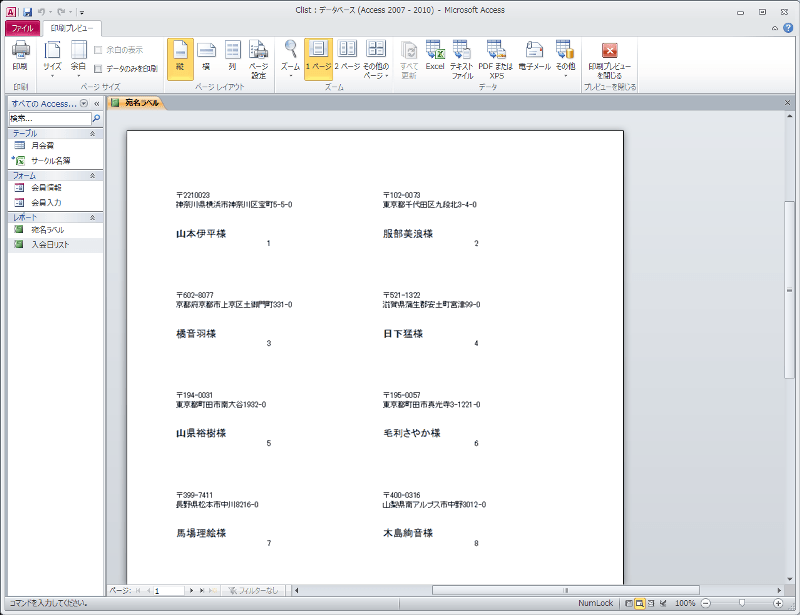 Clist : データベース (Access 2007 - 2010) - Microsoft Access
ファイル 印刷プレビュー
印刷 サイズ 余白 余白の表示 データのみを印刷 縦 横 列 ページ設定 ズーム 1 ページ 2 ページ その他のページ すべて更新 Excel テキスト ファイル PDF または XPS 電子メール その他 印刷プレビューを閉じる
印刷 ページ サイズ ページ レイアウト ズーム データ プレビューを閉じる
すべての Access...
検索...
テーブル
月会費
サークル名簿
フォーム
会員情報
会員入力
レポート
宛名ラベル
入会日リスト
宛名ラベル
〒2210023
神奈川県横浜市神奈川区宝町5-5-0
山本伊平様
1
〒102-0073
東京都千代田区九段北3-4-0
服部美浪様
2
〒602-8077
京都府京都市上京区土御門町331-0
橘音羽様
3
〒521-1322
滋賀県蒲生郡安土町宮津99-0
日下猛様
4
〒194-0031
東京都町田市南大谷1932-0
山県裕樹様
5
〒195-0057
東京都町田市真光寺3-1221-0
毛利さやか様
6
〒399-7411
長野県松本市中川8216-0
馬場理絵様
7
〒400-0316
山梨県南アルプス市中野3012-0
木島絢音様
8
ページ: 1 フィルターなし
コマンドを入力してください。 NumLock 100%